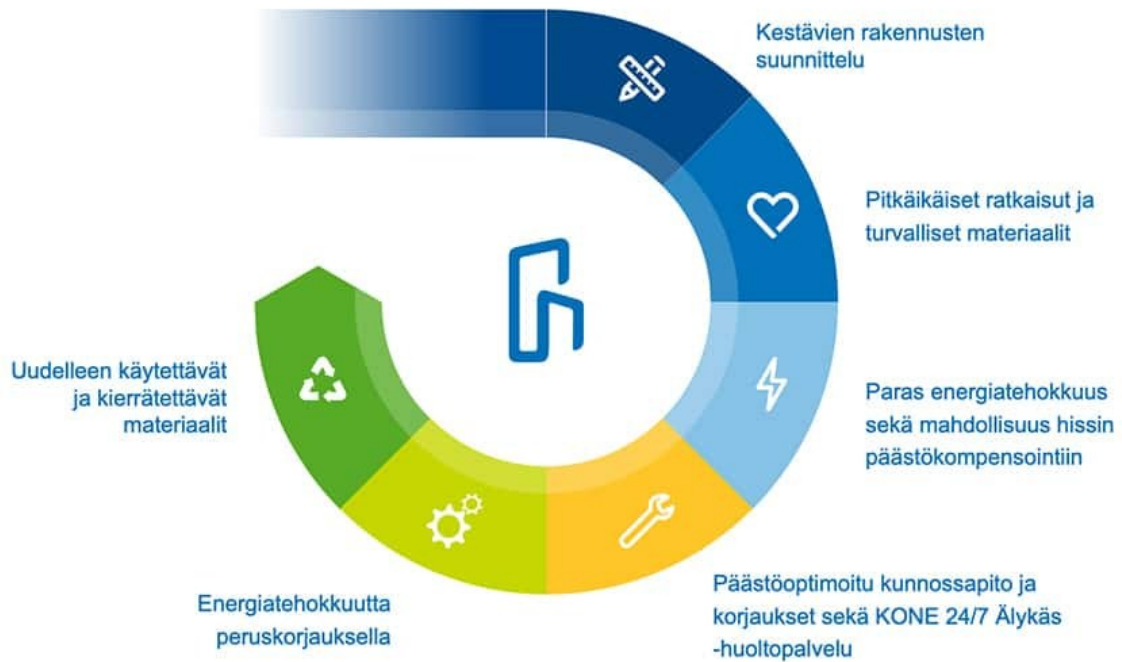 Kestävien rakennusten
suunnittelu
Pitkäikäiset ratkaisut ja
turvalliset materiaalit
Paras energiatehokkuus
sekä mahdollisuus hissin
päästökompensointiin
Päästöoptimoitu kunnossapito ja
korjaukset sekä KONE 24/7 Älykäs
-huoltopalvelu
Energiatehokkuutta
peruskorjauksella
Uudelleen käytettävät
ja kierrätettävät
materiaalit